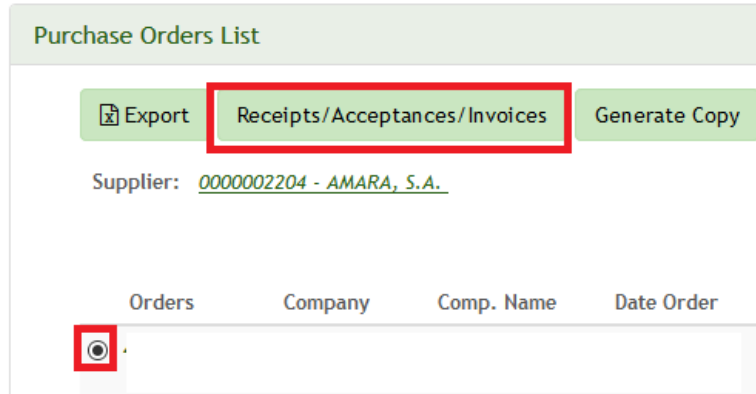 Purchase Orders List
Export Receipts/Acceptances/Invoices Generate Copy
Supplier: 0000002204 - AMARA, S.A.
Orders Company Comp. Name Date Order